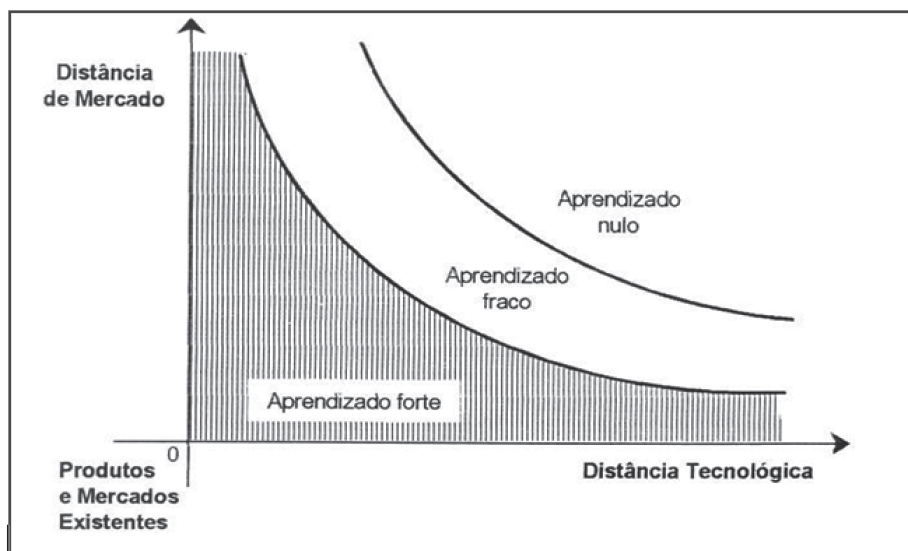 Distância
de Mercado
Aprendizado
nulo
Aprendizado
fraco
Aprendizado forte
0
Produtos
e Mercados
Existentes
Distância Tecnológica